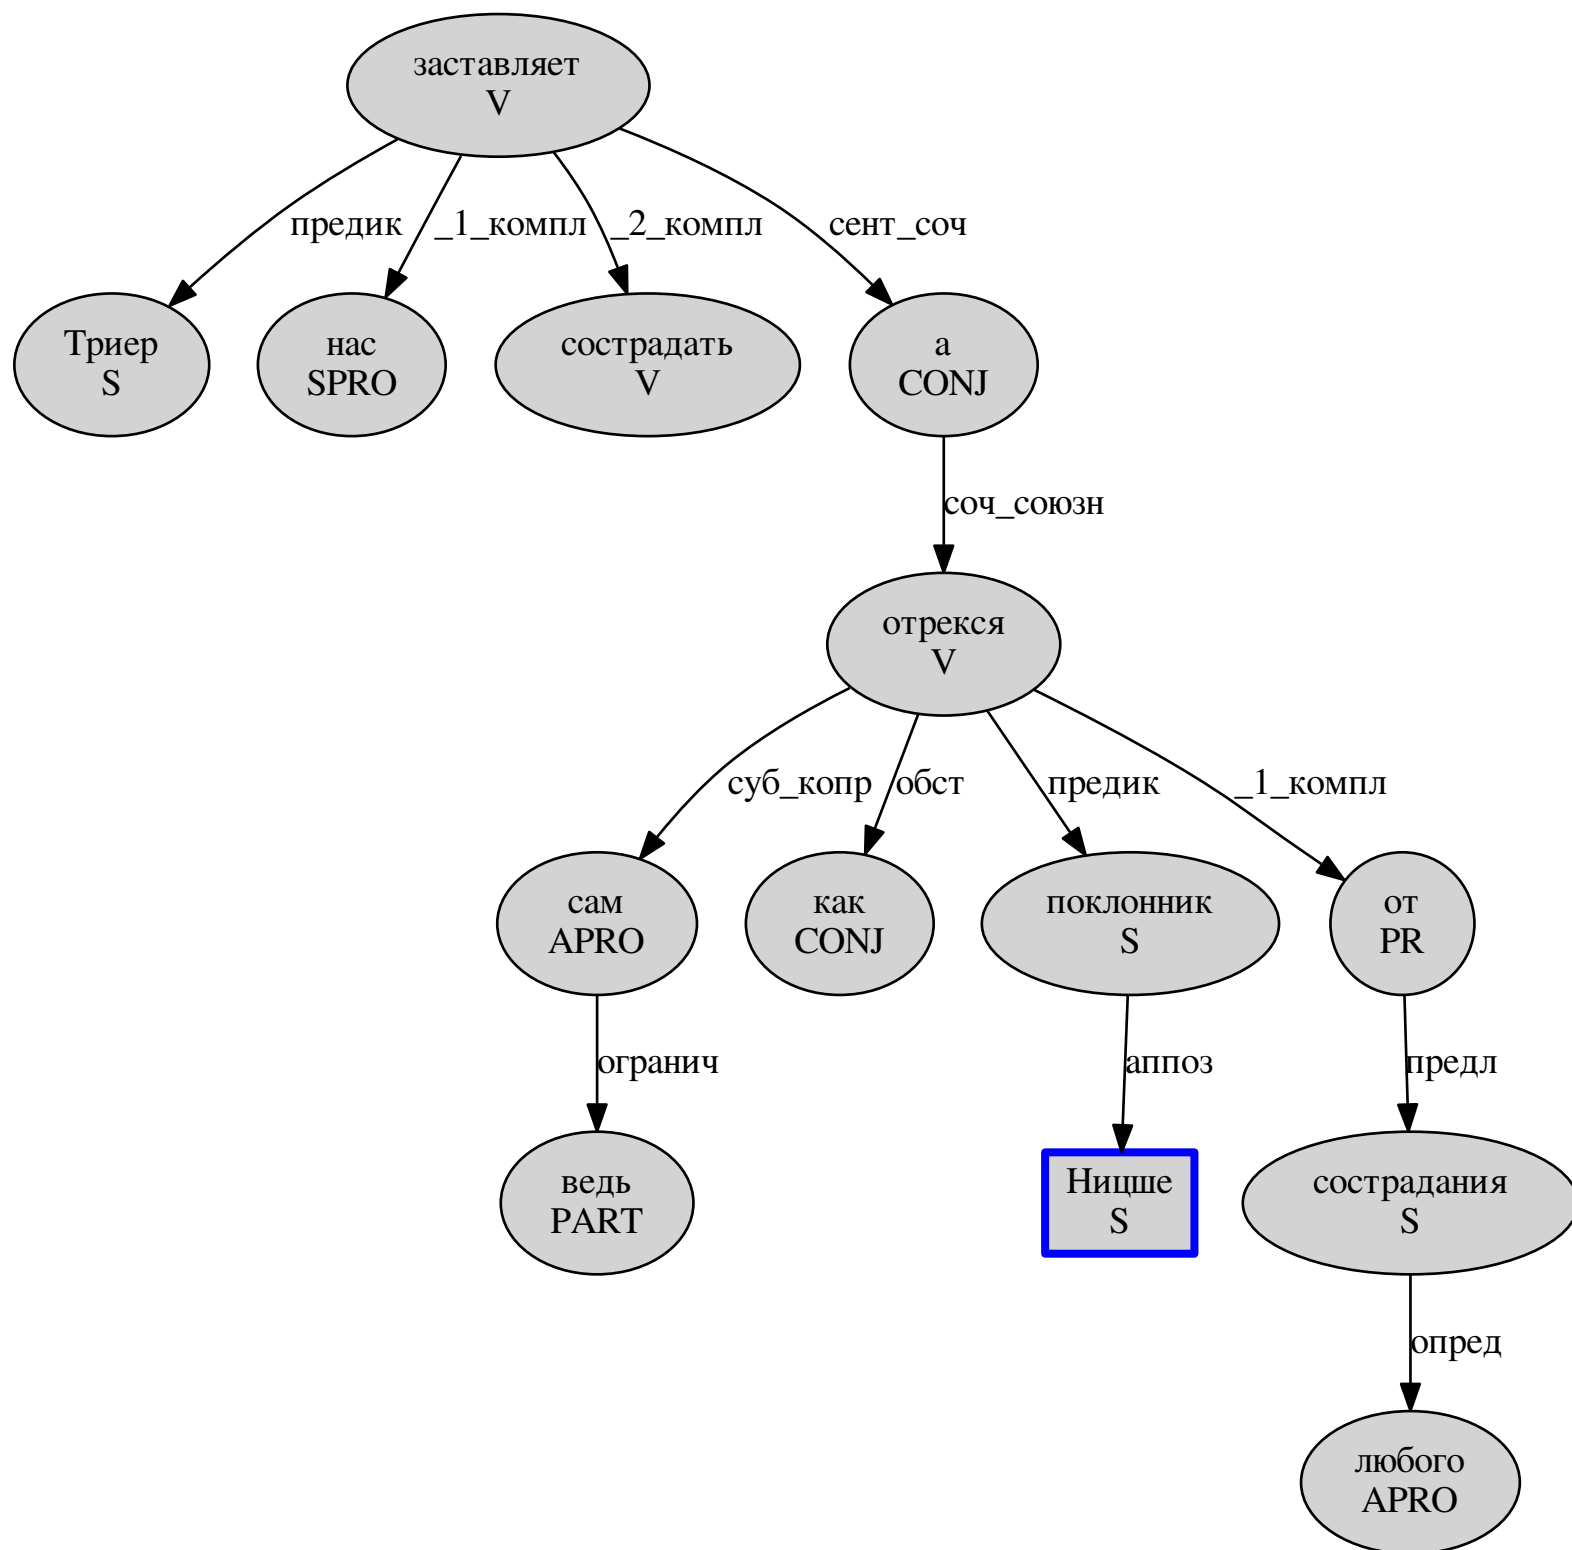 заставляет
V
предик
_1_компл
_2_компл
сент_соч
Триер
S
нас
SPRO
сострадать
V
а
CONJ
соч_союзн
отрекся
V
суб_копр
обст
предик
_1_компл
сам
APRO
как
CONJ
поклонник
S
от
PR
огранич
аппоз
предл
ведь
PART
Ницше
S
сострадания
S
опред
любого
APRO